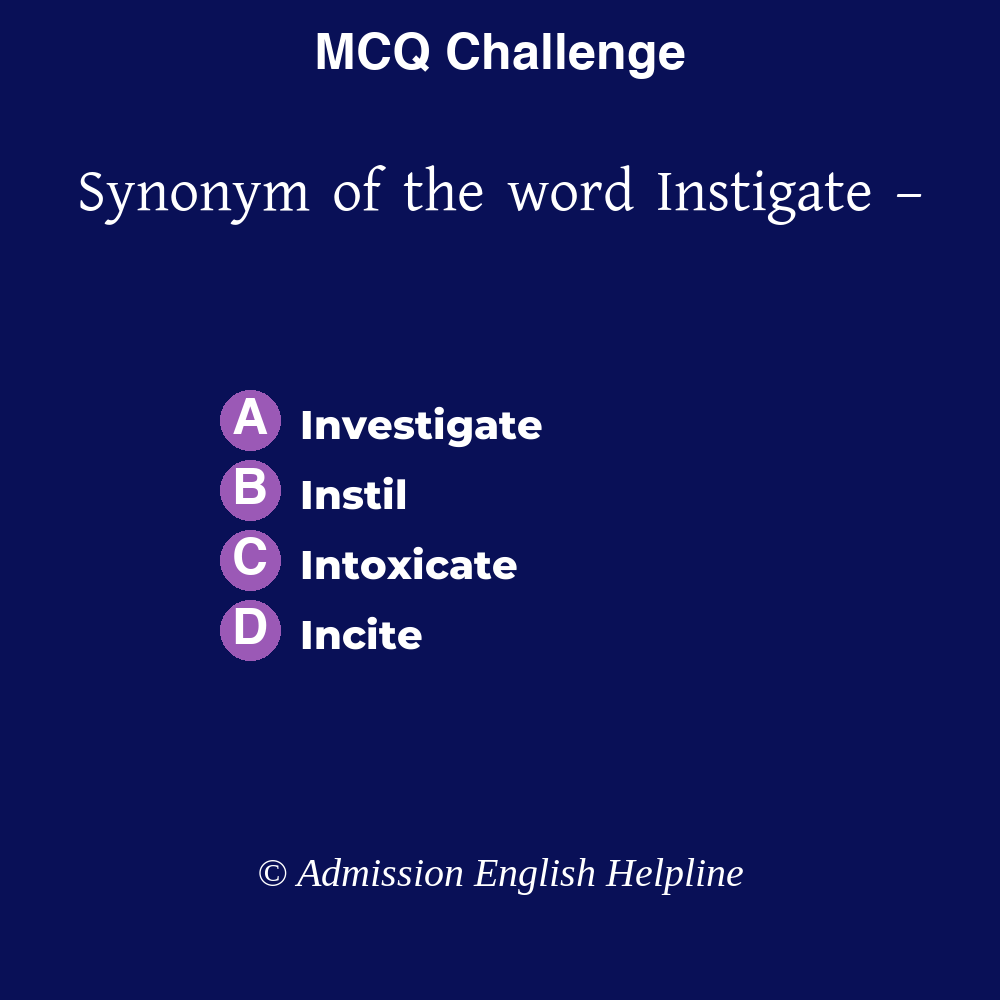 MCQ Challenge
Synonym of the word Instigate –
A Investigate
B Instil
C Intoxicate
D Incite
© Admission English Helpline